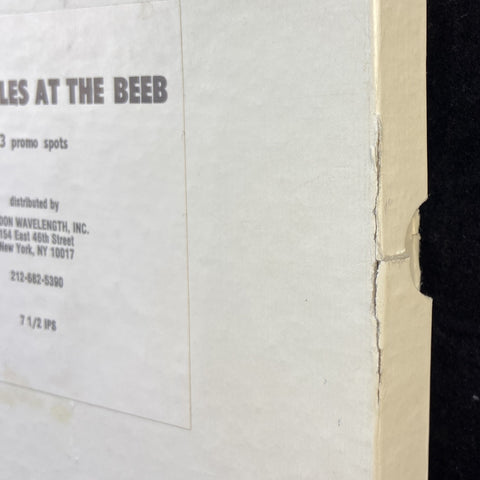 LES AT THE BEEB
3 promo spots
distributed by
DON WAVELENGTH, INC.
154 East 46th Street
New York, NY 10017
212-682-5390
7 1/2 IPS